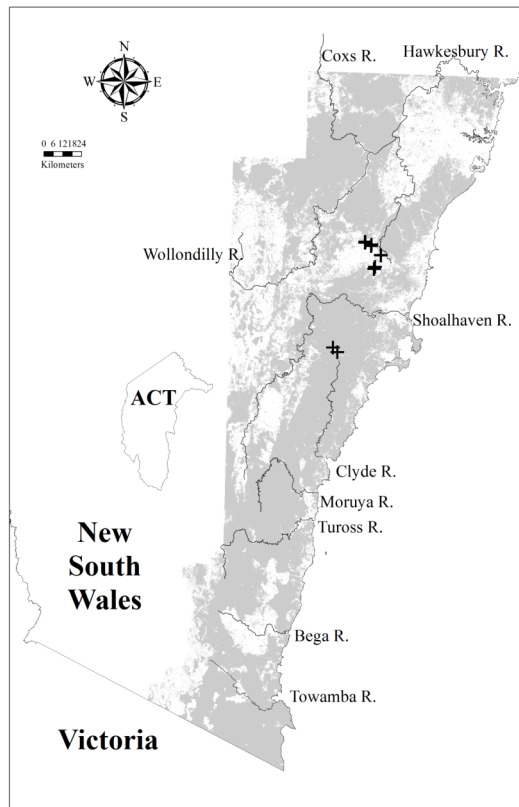 Coxs R.
Hawkesbury R.
N
W
E
S
0 6 121824
Kilometers
Wollondilly R.
Shoalhaven R.
ACT
Clyde R.
Moruya R.
Tuross R.
New
South
Wales
Bega R.
Towamba R.
Victoria